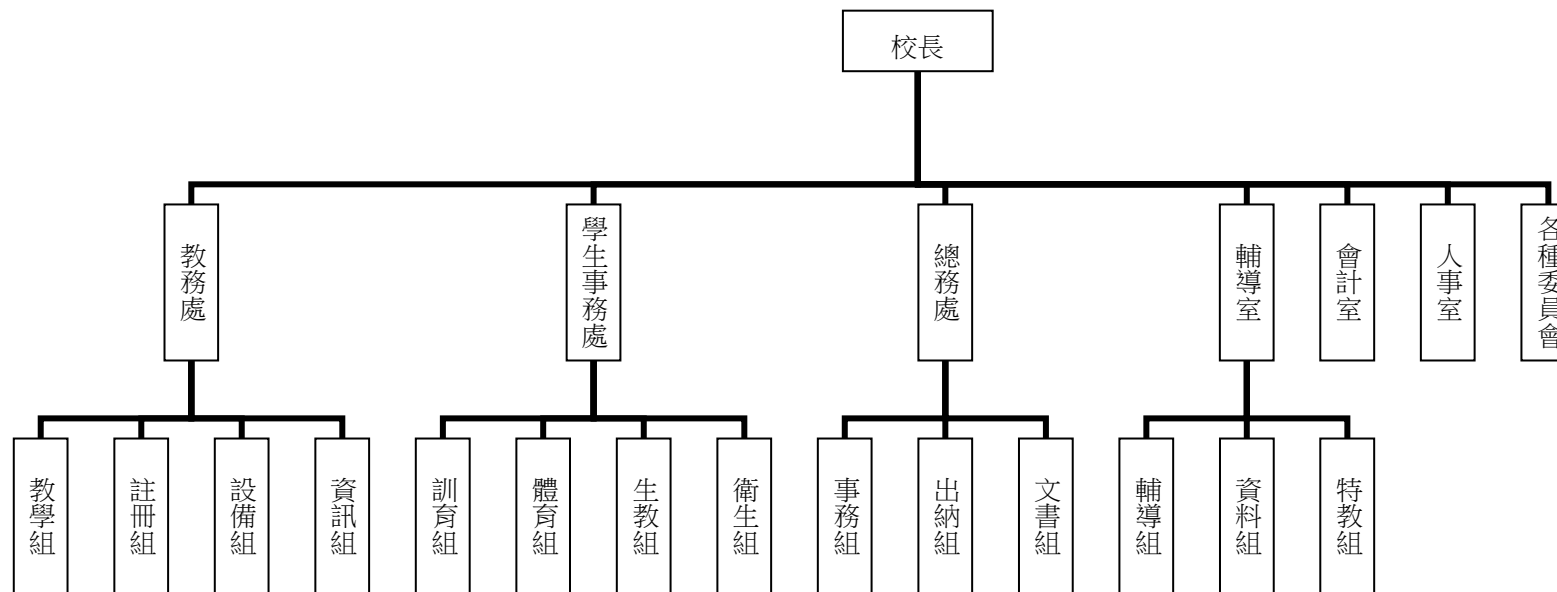 校長
教務處
學生事務處
總務處
輔導室
會計室
人事室
各種委員會
教學組
註冊組
設備組
資訊組
訓育組
體育組
生教組
衛生組
事務組
出納組
文書組
輔導組
資料組
特教組